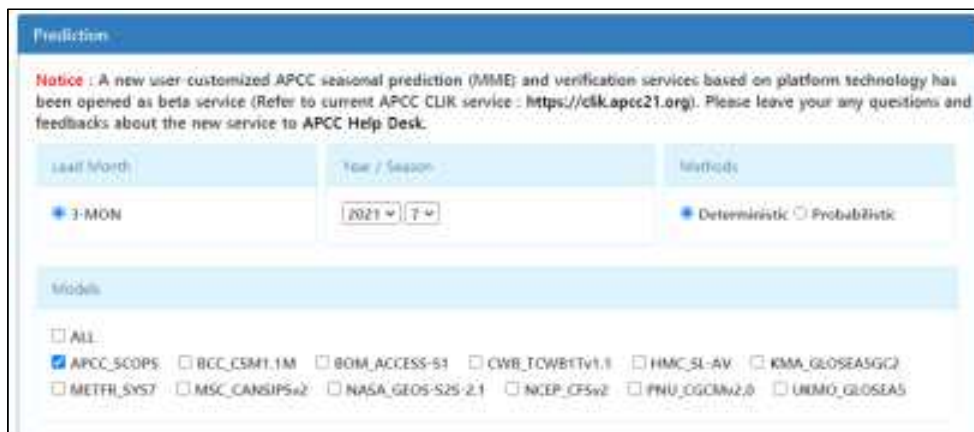 Prediction
Notice : A new user customized APCC seasonal prediction (MME) and verification services based on platform technology has
been opened as beta service (Refer to current APCC CLIK service : https://clik.apcc21.org). Please leave your any questions and
feedbacks about the new service to APCC Help Desk.
Lead Month Year / Season Methods
3-MON 2021 7 Deterministic Probabilistic
Models
ALL
APCC_SCOPS BCC_CSM1.1M BOM_ACCESS-S1 CWB_TCWB1Tv1.1 HMC_SL-AV KMA_GLOSEA5GC2
METFR_SYS7 MSC_CANSIPSv2 NASA_GEOS-S2S-2.1 NCEP_CFSv2 PNU_CGCMv2.0 UKMO_GLOSEA5